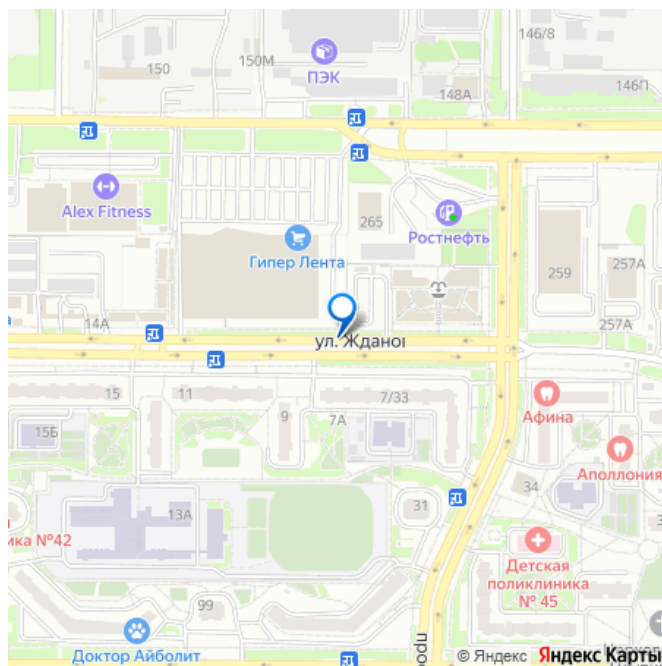 146/8
150М
150
ПЭК
146П
148А
Alex Fitness
265
Ростнефть
Гипер Лента
259
257А
14А
257А
ул. Жданов
15
11
7/33
9
7А
Афина
15Б
Аполлония
31
34
13А
ика №42
Детская
поликлиника
№ 45
99
Доктор Айболит
© Яндекс Яндекс Карты